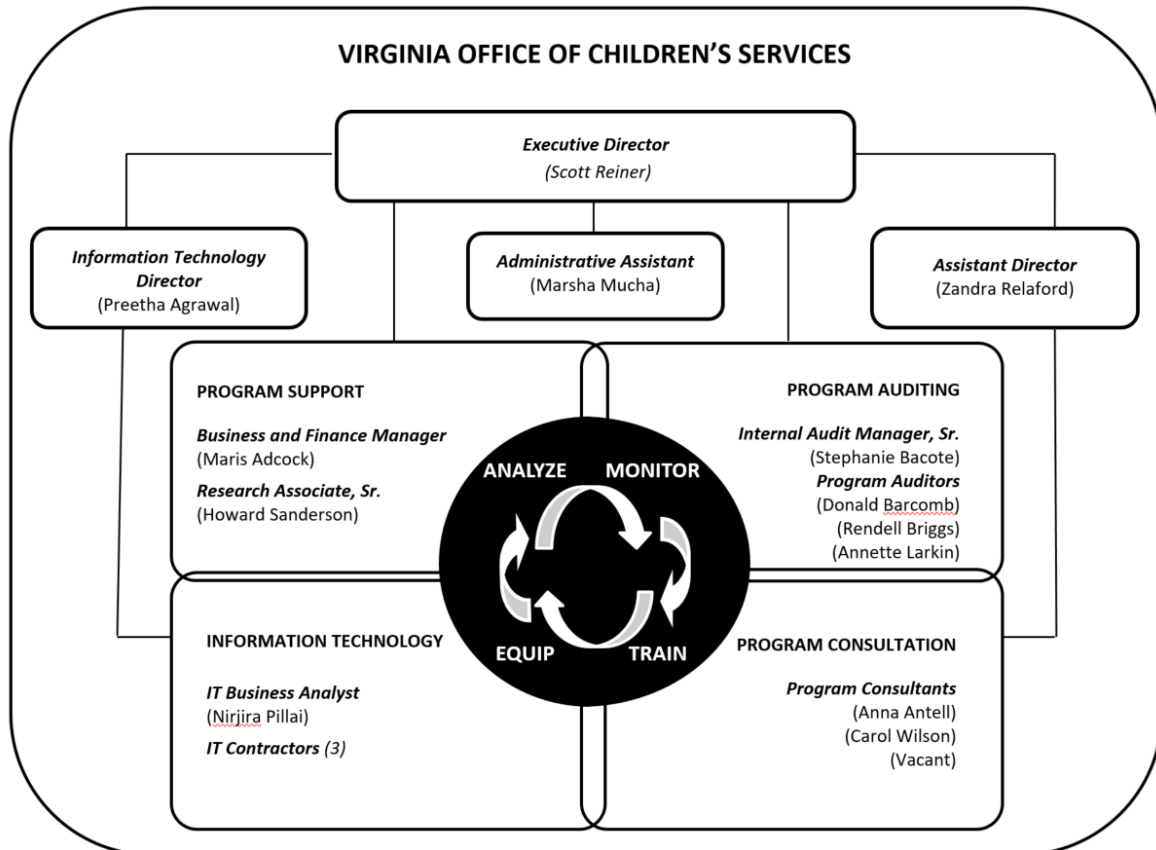 VIRGINIA OFFICE OF CHILDREN'S SERVICES
Executive Director
(Scott Reiner)
Information Technology
Director
(Preetha Agrawal)
Administrative Assistant
(Marsha Mucha)
Assistant Director
(Zandra Relaford)
PROGRAM SUPPORT
Business and Finance Manager
(Maris Adcock)
Research Associate, Sr.
(Howard Sanderson)
PROGRAM AUDITING
Internal Audit Manager, Sr.
(Stephanie Bacote)
Program Auditors
(Donald Barcomb)
(Rendell Briggs)
(Annette Larkin)
ANALYZE MONITOR
EQUIP TRAIN
INFORMATION TECHNOLOGY
IT Business Analyst
(Nirjira Pillai)
IT Contractors (3)
PROGRAM CONSULTATION
Program Consultants
(Anna Antell)
(Carol Wilson)
(Vacant)